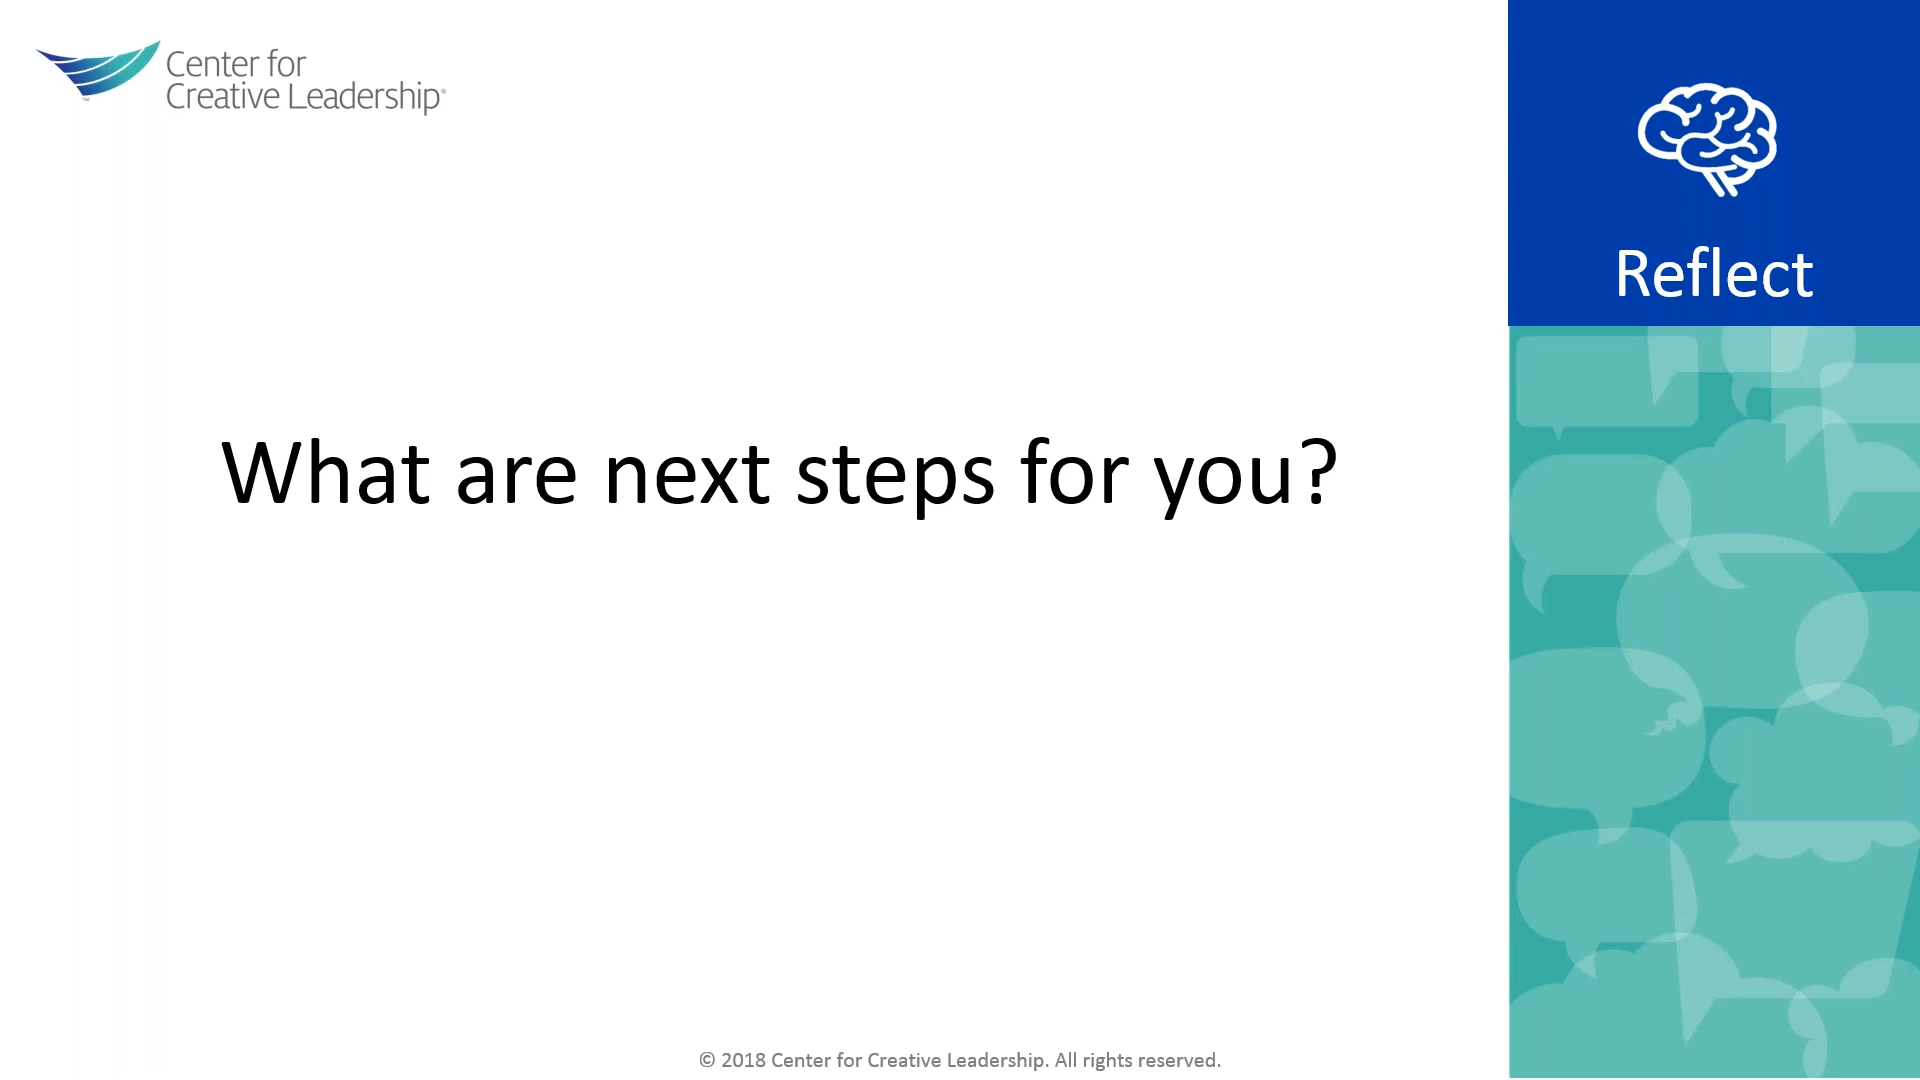 Center for
Creative Leadership®
™
Reflect
What are next steps for you?
© 2018 Center for Creative Leadership. All rights reserved.